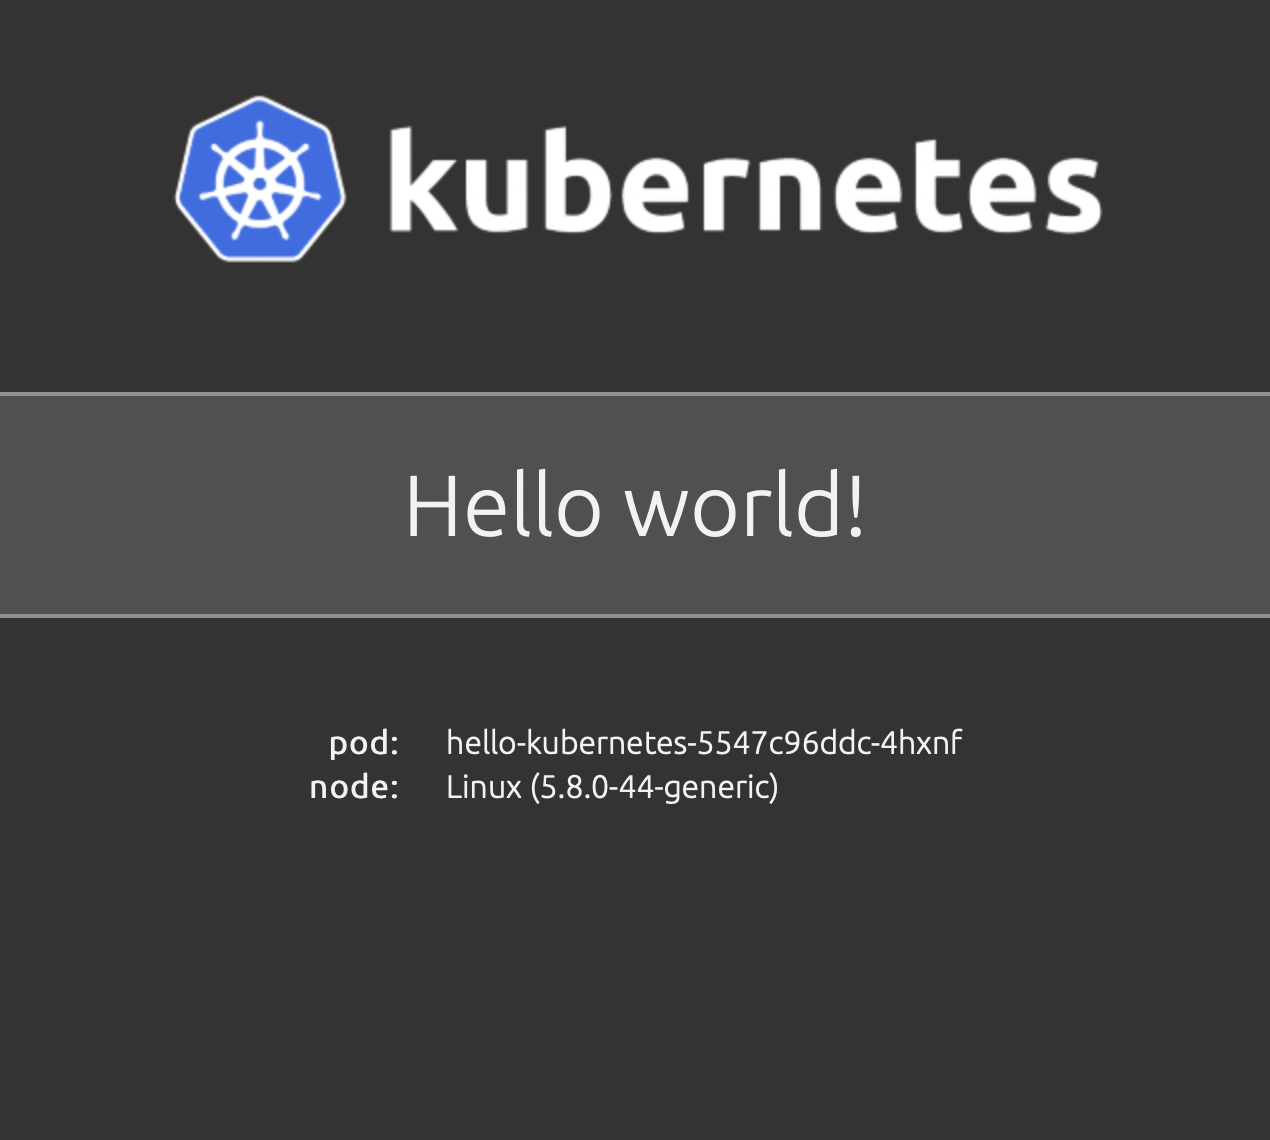 kubernetes
Hello world!
pod: hello-kubernetes-5547c96ddc-4hxnf
node: Linux (5.8.0-44-generic)